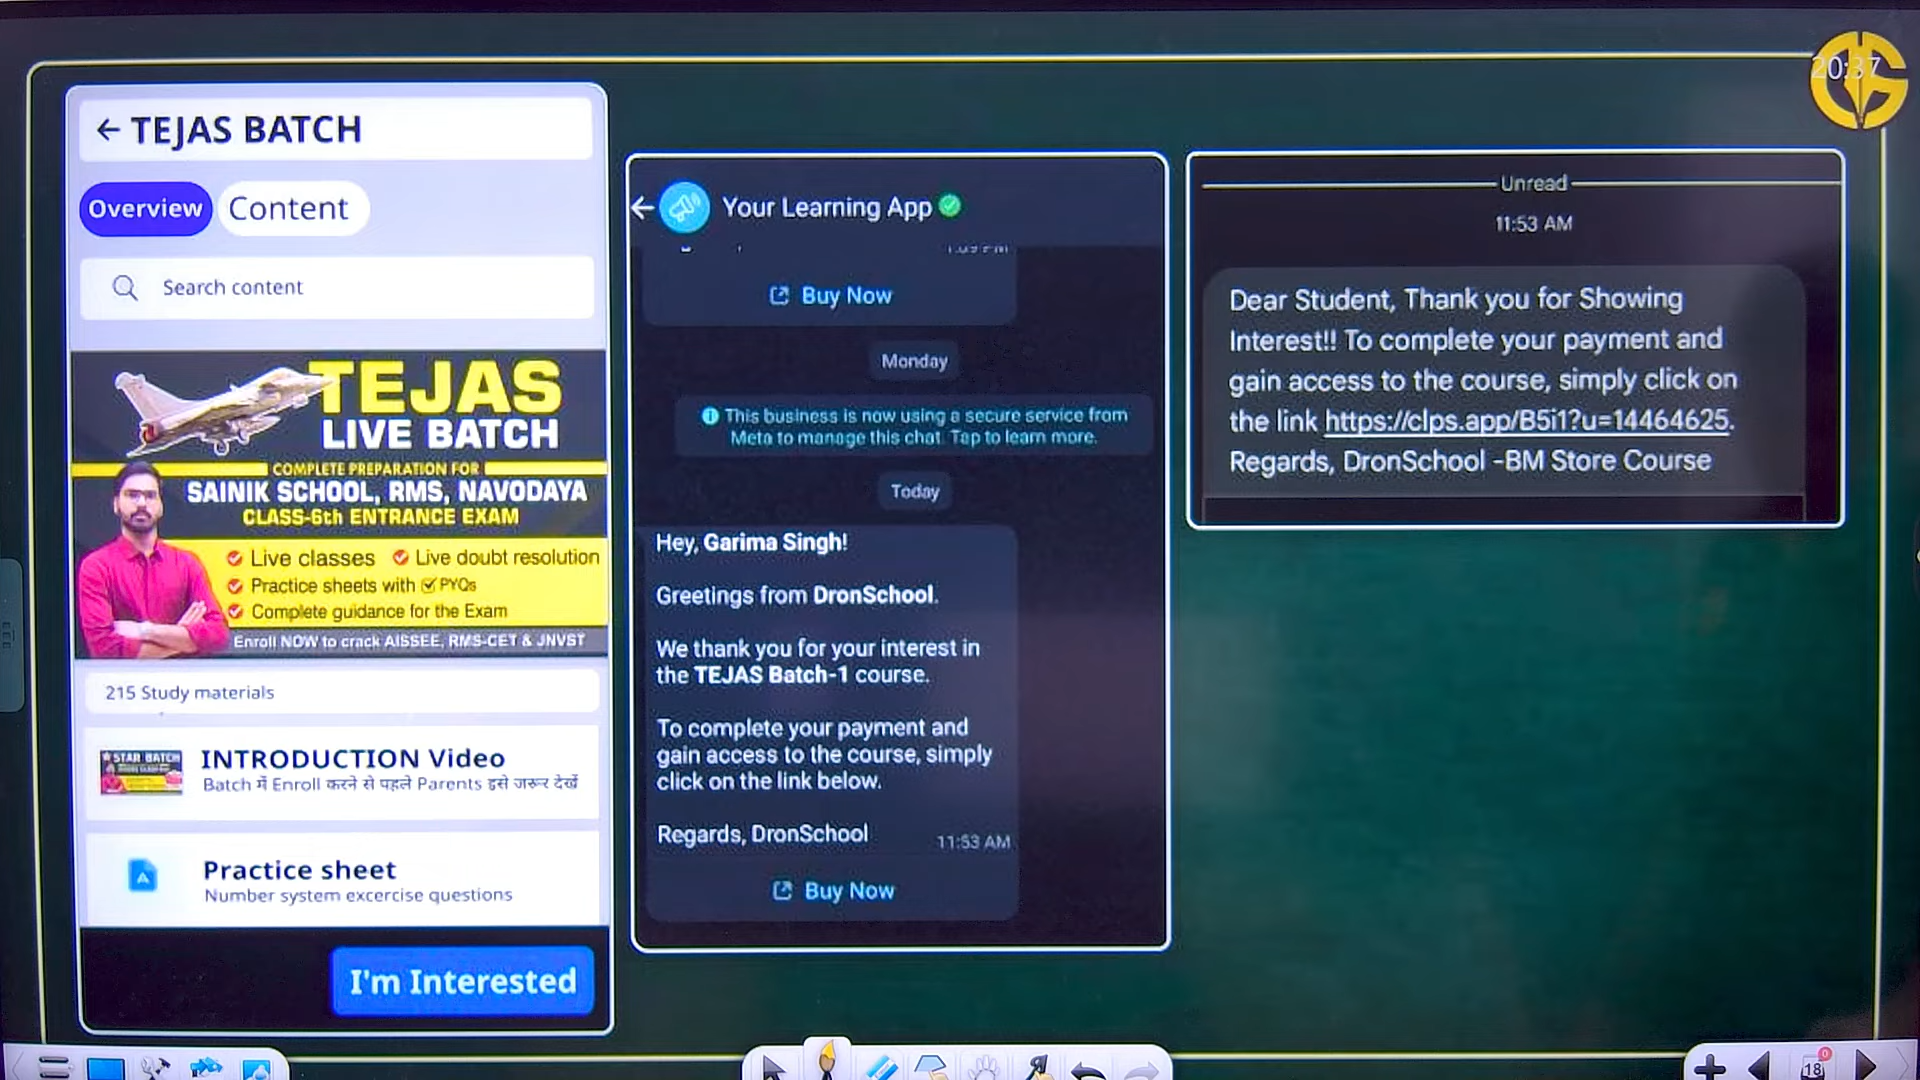 20:37
← TEJAS BATCH
Overview
Content
Search content
TEJAS
LIVE BATCH
COMPLETE PREPARATION FOR
SAINIK SCHOOL, RMS, NAVODAYA
CLASS-6th ENTRANCE EXAM
Live classes
Live doubt resolution
Practice sheets with PYQs
Complete guidance for the Exam
Enroll NOW to crack AISSEE, RMS-CET & JNVST
215 Study materials
STAR BATCH
INTRODUCTION Video
Batch में Enroll करने से पहले Parents इसे जरूर देखें
Practice sheet
Number system excercise questions
I'm Interested
Your Learning App
Buy Now
Monday
This business is now using a secure service from
Meta to manage this chat. Tap to learn more.
Today
Hey, Garima Singh!
Greetings from DronSchool.
We thank you for your interest in
the TEJAS Batch-1 course.
To complete your payment and
gain access to the course, simply
click on the link below.
Regards, DronSchool
11:53 AM
Buy Now
Unread
11:53 AM
Dear Student, Thank you for Showing
Interest!! To complete your payment and
gain access to the course, simply click on
the link https://clps.app/B5i1?u=14464625.
Regards, DronSchool -BM Store Course
18
0